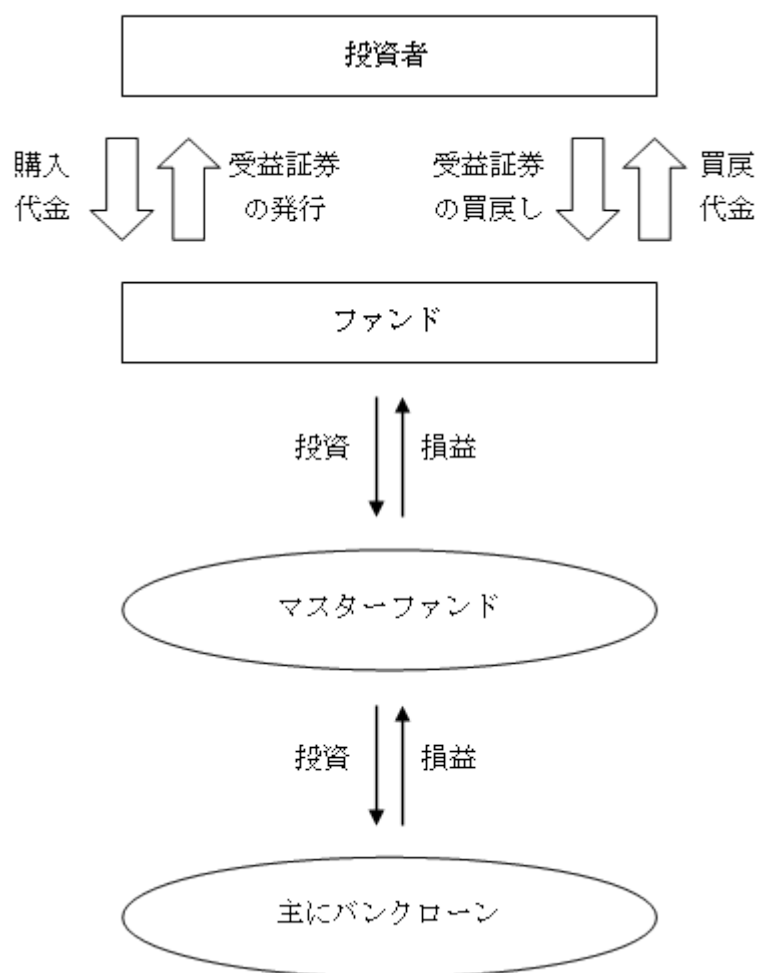 投資者
購入
代金
受益証券
の発行
受益証券
の買戻し
買戻
代金
ファンド
投資
損益
マスターファンド
投資
損益
主にバンクローン